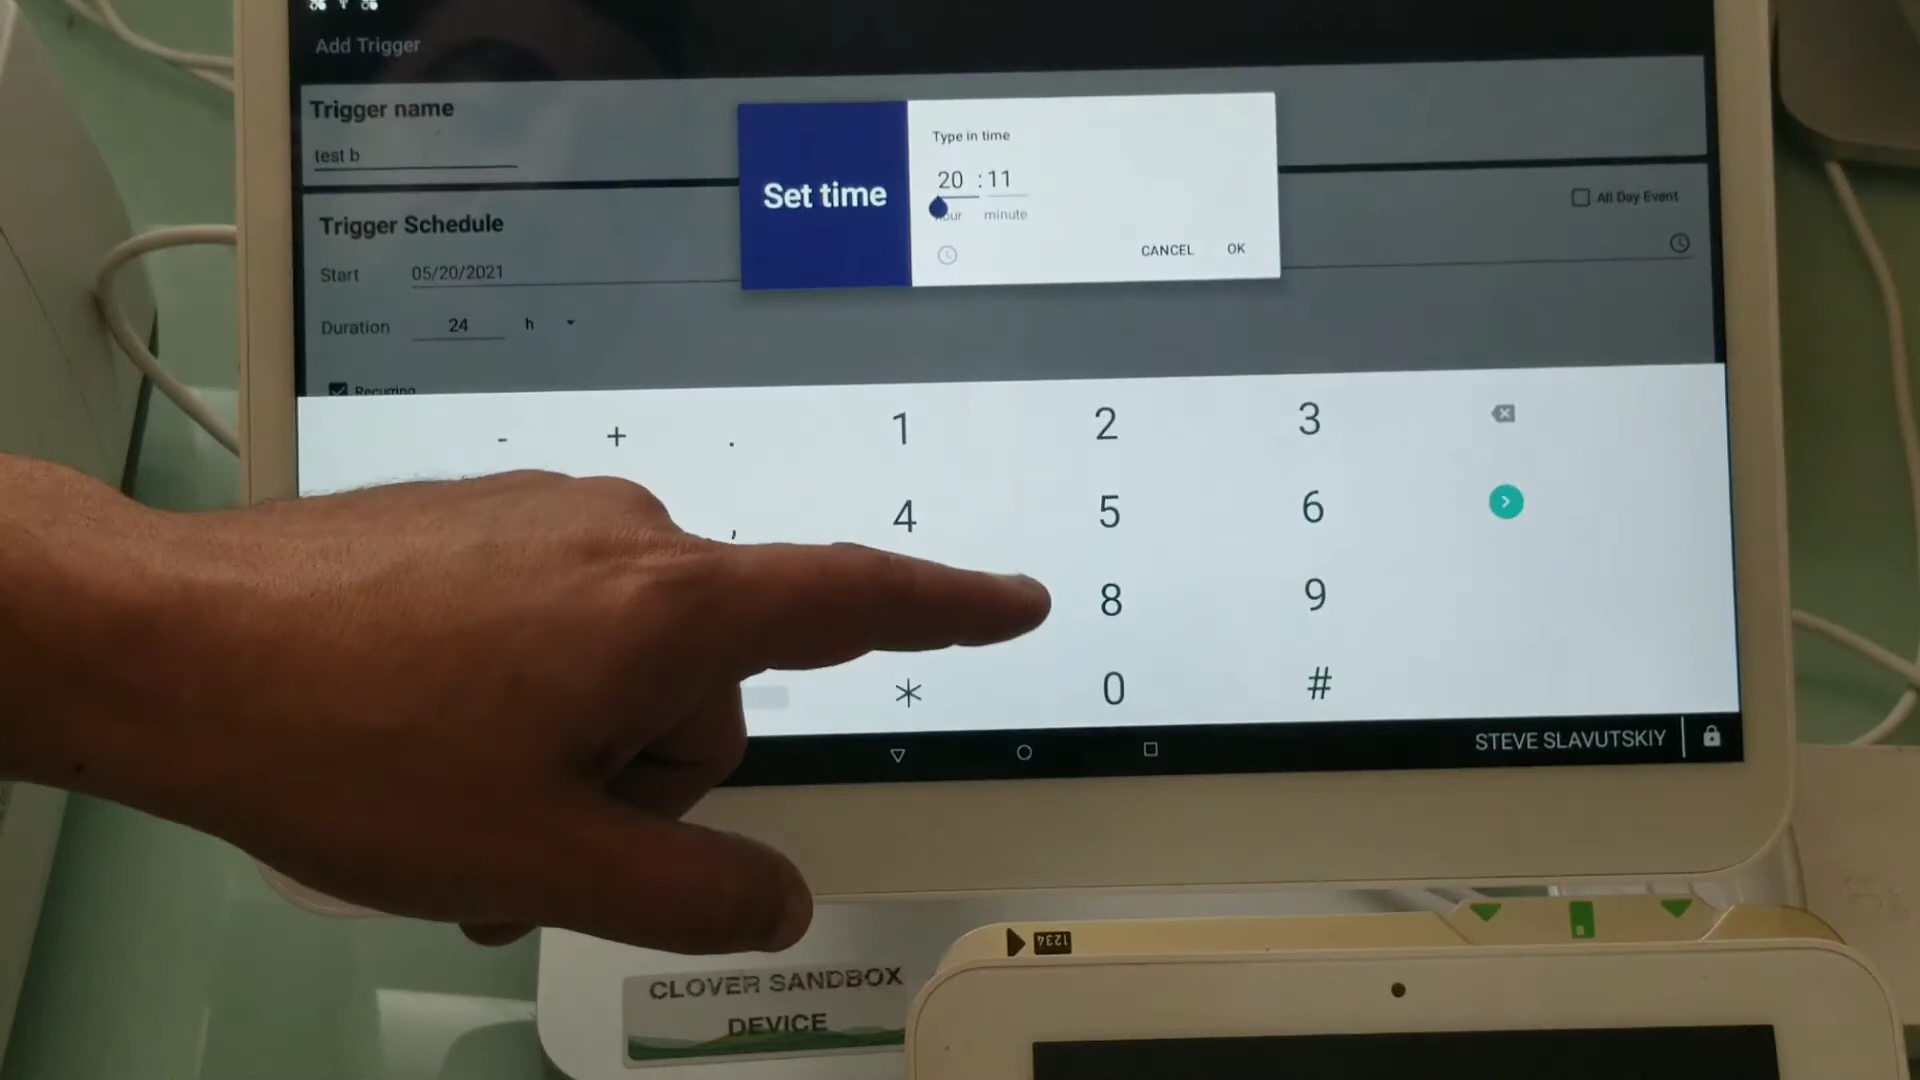 Add Trigger
Trigger name
test b
Type in time
20 : 11
hour minute
Set time
CANCEL OK
All Day Event
Trigger Schedule
Start 05/20/2021
Duration 24 h
Recurring
- + . 1 2 3
, 4 5 6
8 9
* 0 #
STEVE SLAVUTSKIY
1234
CLOVER SANDBOX
DEVICE